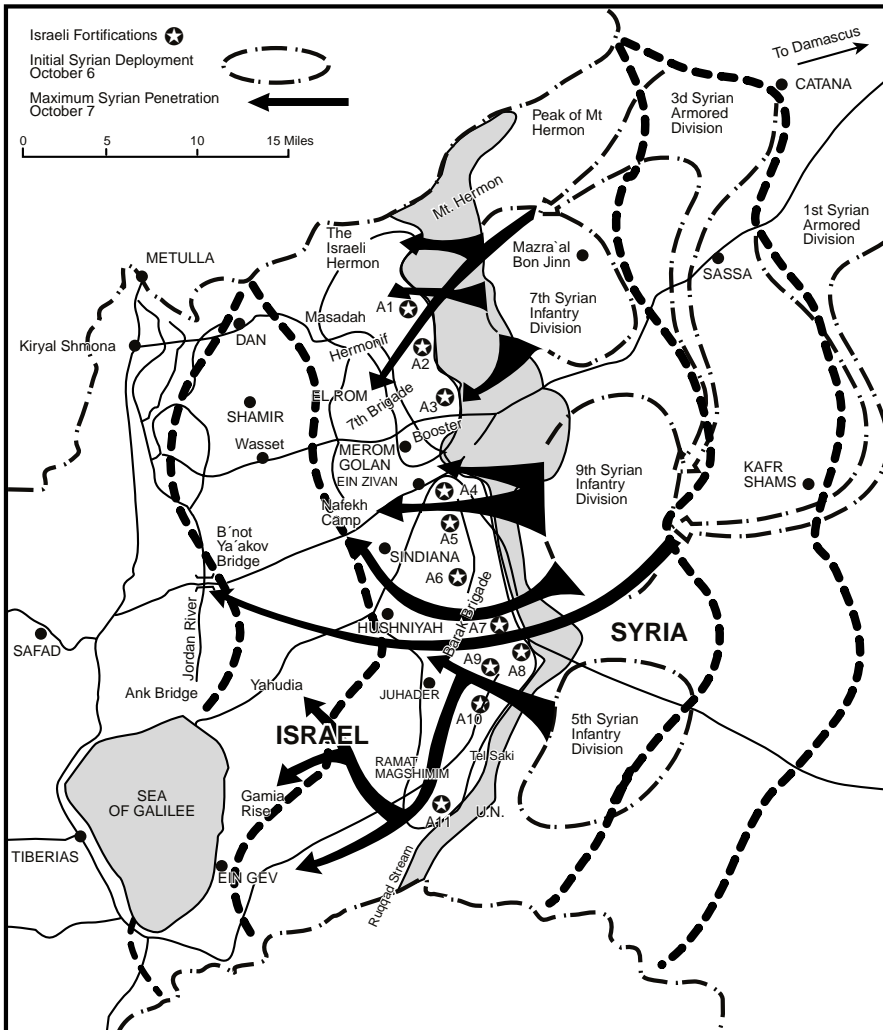 Israeli Fortifications
Initial Syrian Deployment
October 6
Maximum Syrian Penetration
October 7
0 5 10 15 Miles
To Damascus
CATANA
3d Syrian
Armored
Division
Peak of Mt
Hermon
Mt. Hermon
1st Syrian
Armored
Division
The
Israeli
Hermon
Mazra`al
Bon Jinn
SASSA
METULLA
7th Syrian
Infantry
Division
A1
Masadah
DAN
Kiryal Shmona
Hermonif
A2
EL ROM
7th Brigade
A3
SHAMIR
Booster
Wasset
MEROM
GOLAN
EIN ZIVAN
A4
9th Syrian
Infantry
Division
KAFR
SHAMS
Nafekh
Camp
A5
B´not
Ya´akov
Bridge
SINDIANA
A6
Barak Brigade
Jordan River
HUSHNIYAH
A7
SYRIA
SAFAD
A9
A8
Ank Bridge
Yahudia
JUHADER
A10
5th Syrian
Infantry
Division
ISRAEL
Tel Saki
RAMAT
MAGSHIMIM
SEA
OF GALILEE
Gamia
Rise
A11
U.N.
TIBERIAS
EIN GEV
Ruqqad Stream